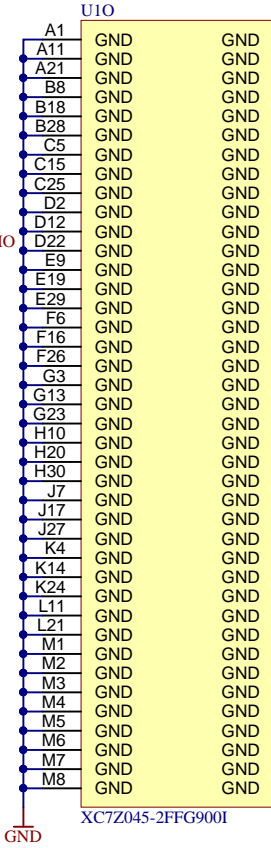 U1O
A1 GND GND
A11 GND GND
A21 GND GND
B8 GND GND
B18 GND GND
B28 GND GND
C5 GND GND
C15 GND GND
C25 GND GND
D2 GND GND
D12 GND GND
D22 GND GND
E9 GND GND
E19 GND GND
E29 GND GND
F6 GND GND
F16 GND GND
F26 GND GND
G3 GND GND
G13 GND GND
G23 GND GND
H10 GND GND
H20 GND GND
H30 GND GND
J7 GND GND
J17 GND GND
J27 GND GND
K4 GND GND
K14 GND GND
K24 GND GND
L11 GND GND
L21 GND GND
M1 GND GND
M2 GND GND
M3 GND GND
M4 GND GND
M5 GND GND
M6 GND GND
M7 GND GND
M8 GND GND
XC7Z045-2FFG900I
GND